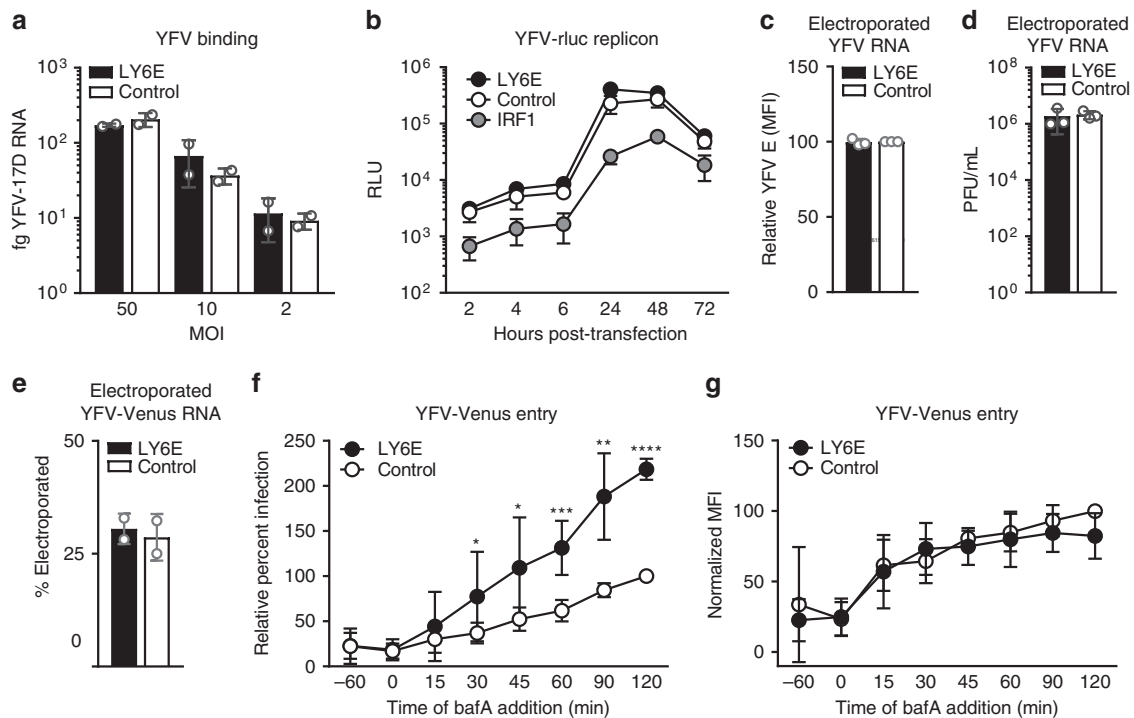 a
YFV binding
fg YFV-17D RNA
10³
10²
10¹
10⁰
LY6E
Control
50 10 2
MOI
b
YFV-rluc replicon
RLU
10⁶
10⁵
10⁴
10³
10²
LY6E
Control
IRF1
2 4 6 24 48 72
Hours post-transfection
c
Electroporated
YFV RNA
Relative YFV E (MFI)
150
100
50
0
LY6E
Control
d
Electroporated
YFV RNA
PFU/mL
10⁸
10⁶
10⁴
10²
10⁰
LY6E
Control
e
Electroporated
YFV-Venus RNA
% Electroporated
50
25
0
LY6E
Control
f
YFV-Venus entry
Relative percent infection
250
200
150
100
50
0
LY6E
Control
* * *** ** ****
–60 0 15 30 45 60 90 120
Time of bafA addition (min)
g
YFV-Venus entry
Normalized MFI
150
100
50
0
LY6E
Control
–60 0 15 30 45 60 90 120
Time of bafA addition (min)